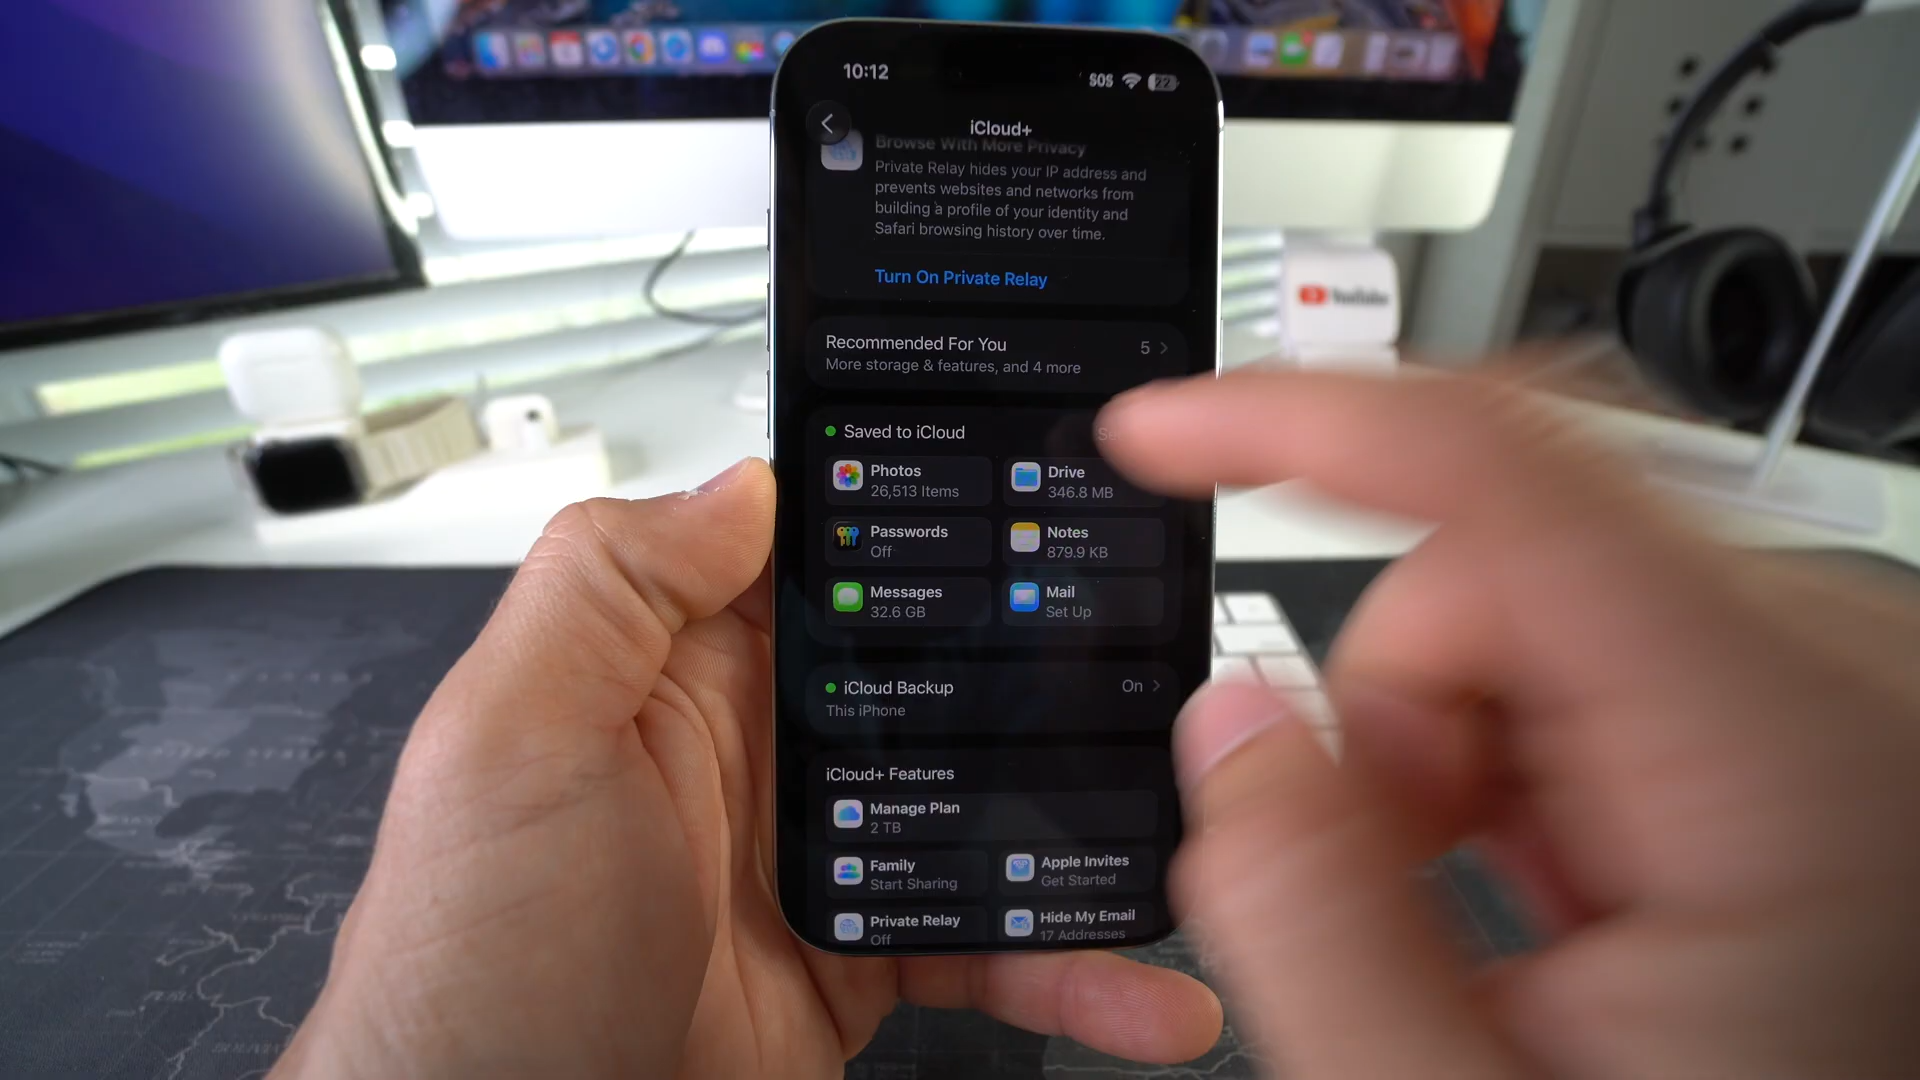 10:12
SOS
22
iCloud+
Browse With More Privacy
Private Relay hides your IP address and
prevents websites and networks from
building a profile of your identity and
Safari browsing history over time.
Turn On Private Relay
Recommended For You
5
More storage & features, and 4 more
Saved to iCloud
Photos
26,513 Items
Drive
346.8 MB
Passwords
Off
Notes
879.9 KB
Messages
32.6 GB
Mail
Set Up
iCloud Backup
On
This iPhone
iCloud+ Features
Manage Plan
2 TB
Family
Start Sharing
Apple Invites
Get Started
Private Relay
Off
Hide My Email
17 Addresses
YouTube